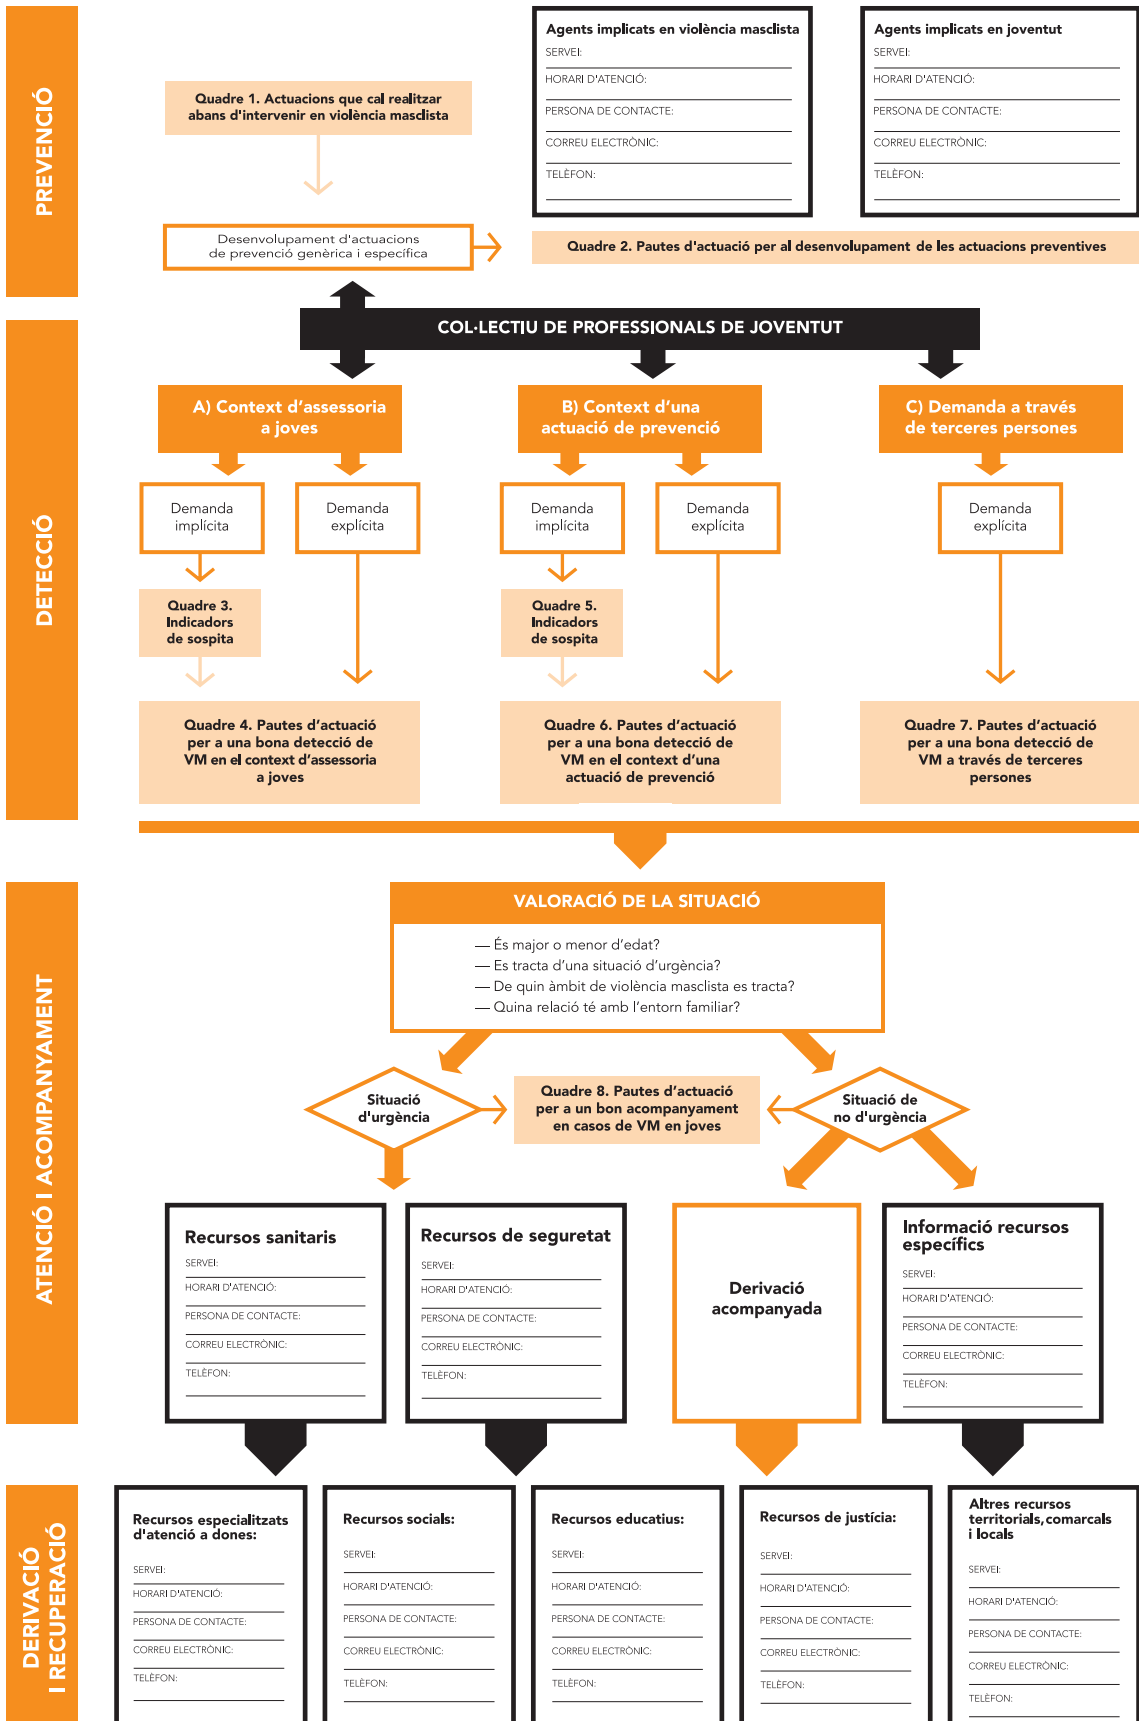 PREVENCIÓ
Agents implicats en violència masclista
SERVEI:
HORARI D'ATENCIÓ:
PERSONA DE CONTACTE:
CORREU ELECTRÒNIC:
TELÈFON:
Agents implicats en joventut
SERVEI:
HORARI D'ATENCIÓ:
PERSONA DE CONTACTE:
CORREU ELECTRÒNIC:
TELÈFON:
Quadre 1. Actuacions que cal realitzar
abans d'intervenir en violència masclista
Desenvolupament d'actuacions
de prevenció genèrica i específica
Quadre 2. Pautes d'actuació per al desenvolupament de les actuacions preventives
COL·LECTIU DE PROFESSIONALS DE JOVENTUT
DETECCIÓ
A) Context d'assessoria
a joves
B) Context d'una
actuació de prevenció
C) Demanda a través
de terceres persones
Demanda
implícita
Demanda
explícita
Demanda
implícita
Demanda
explícita
Demanda
explícita
Quadre 3.
Indicadors
de sospita
Quadre 5.
Indicadors
de sospita
Quadre 4. Pautes d'actuació
per a una bona detecció de
VM en el context d'assessoria
a joves
Quadre 6. Pautes d'actuació
per a una bona detecció de
VM en el context d'una
actuació de prevenció
Quadre 7. Pautes d'actuació
per a una bona detecció de
VM a través de terceres
persones
ATENCIÓ I ACOMPANYAMENT
VALORACIÓ DE LA SITUACIÓ
— És major o menor d'edat?
— Es tracta d'una situació d'urgència?
— De quin àmbit de violència masclista es tracta?
— Quina relació té amb l'entorn familiar?
Situació
d'urgència
Quadre 8. Pautes d'actuació
per a un bon acompanyament
en casos de VM en joves
Situació de
no d'urgència
Recursos sanitaris
SERVEI:
HORARI D'ATENCIÓ:
PERSONA DE CONTACTE:
CORREU ELECTRÒNIC:
TELÈFON:
Recursos de seguretat
SERVEI:
HORARI D'ATENCIÓ:
PERSONA DE CONTACTE:
CORREU ELECTRÒNIC:
TELÈFON:
Derivació
acompanyada
Informació recursos
específics
SERVEI:
HORARI D'ATENCIÓ:
PERSONA DE CONTACTE:
CORREU ELECTRÒNIC:
TELÈFON:
DERIVACIÓ
I RECUPERACIÓ
Recursos especialitzats
d'atenció a dones:
SERVEI:
HORARI D'ATENCIÓ:
PERSONA DE CONTACTE:
CORREU ELECTRÒNIC:
TELÈFON:
Recursos socials:
SERVEI:
HORARI D'ATENCIÓ:
PERSONA DE CONTACTE:
CORREU ELECTRÒNIC:
TELÈFON:
Recursos educatius:
SERVEI:
HORARI D'ATENCIÓ:
PERSONA DE CONTACTE:
CORREU ELECTRÒNIC:
TELÈFON:
Recursos de justícia:
SERVEI:
HORARI D'ATENCIÓ:
PERSONA DE CONTACTE:
CORREU ELECTRÒNIC:
TELÈFON:
Altres recursos
territorials, comarcals
i locals
SERVEI:
HORARI D'ATENCIÓ:
PERSONA DE CONTACTE:
CORREU ELECTRÒNIC:
TELÈFON: